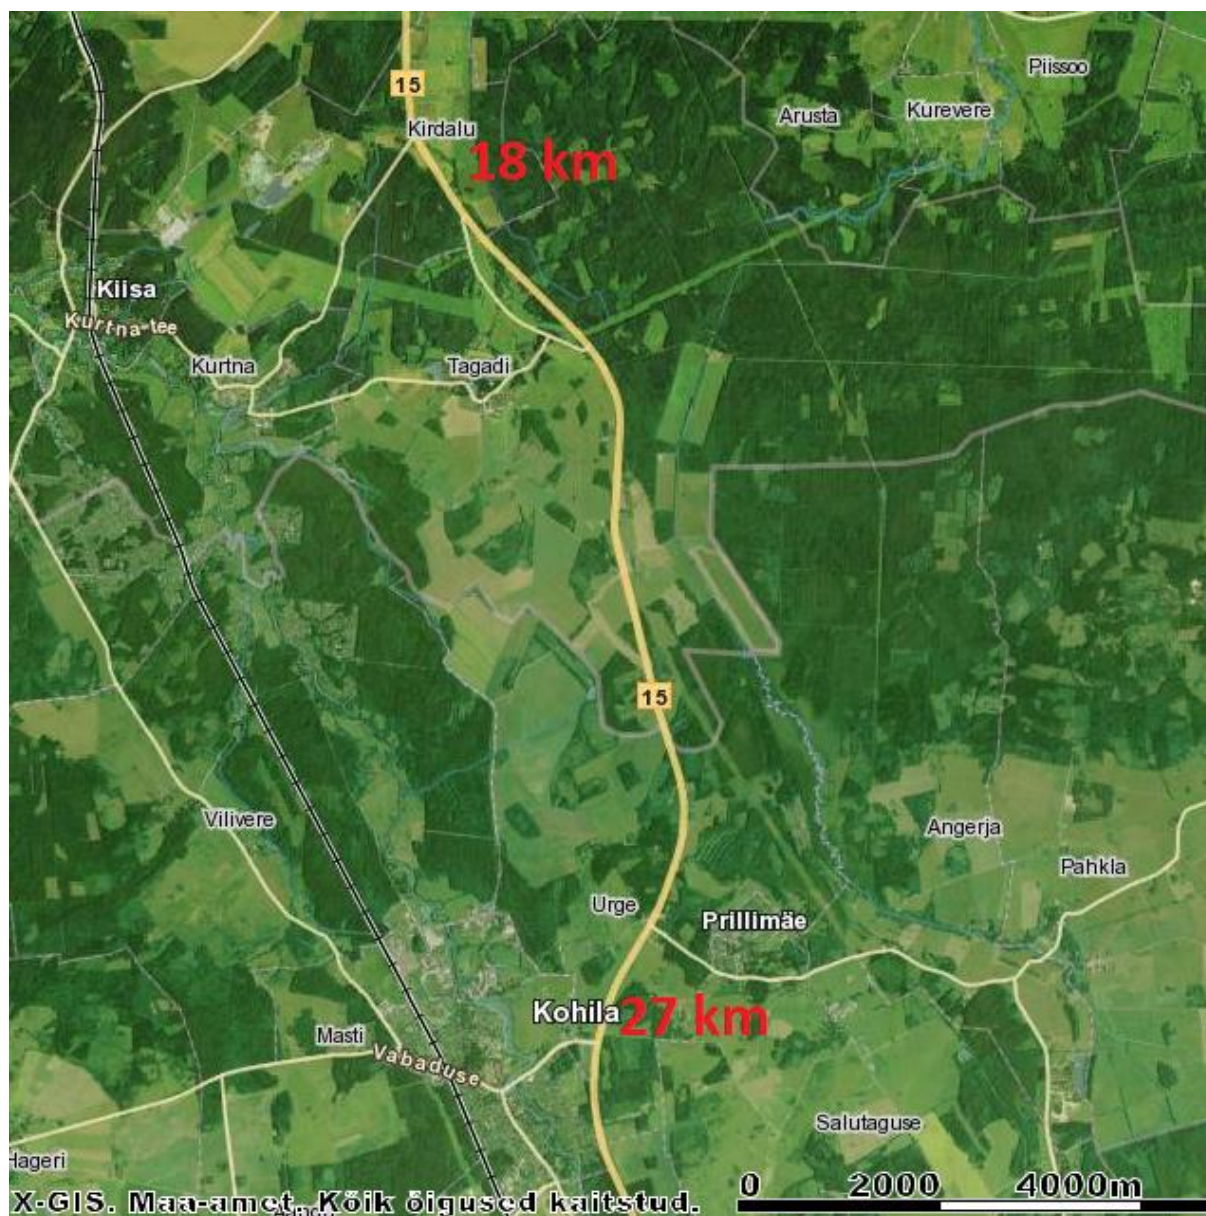 Piissoo
15
Arusta
Kurevere
Kirdalu
18 km
Kiisa
Kurtna tee
Kurtna
Tagadi
15
Vilivere
Angerja
Pahkla
Urge
Prillimäe
Kohila
27 km
Masti
Vabaduse
Salutaguse
Hageri
0 2000 4000m
X-GIS. Maa-amet. Kõik õigused kaitstud.